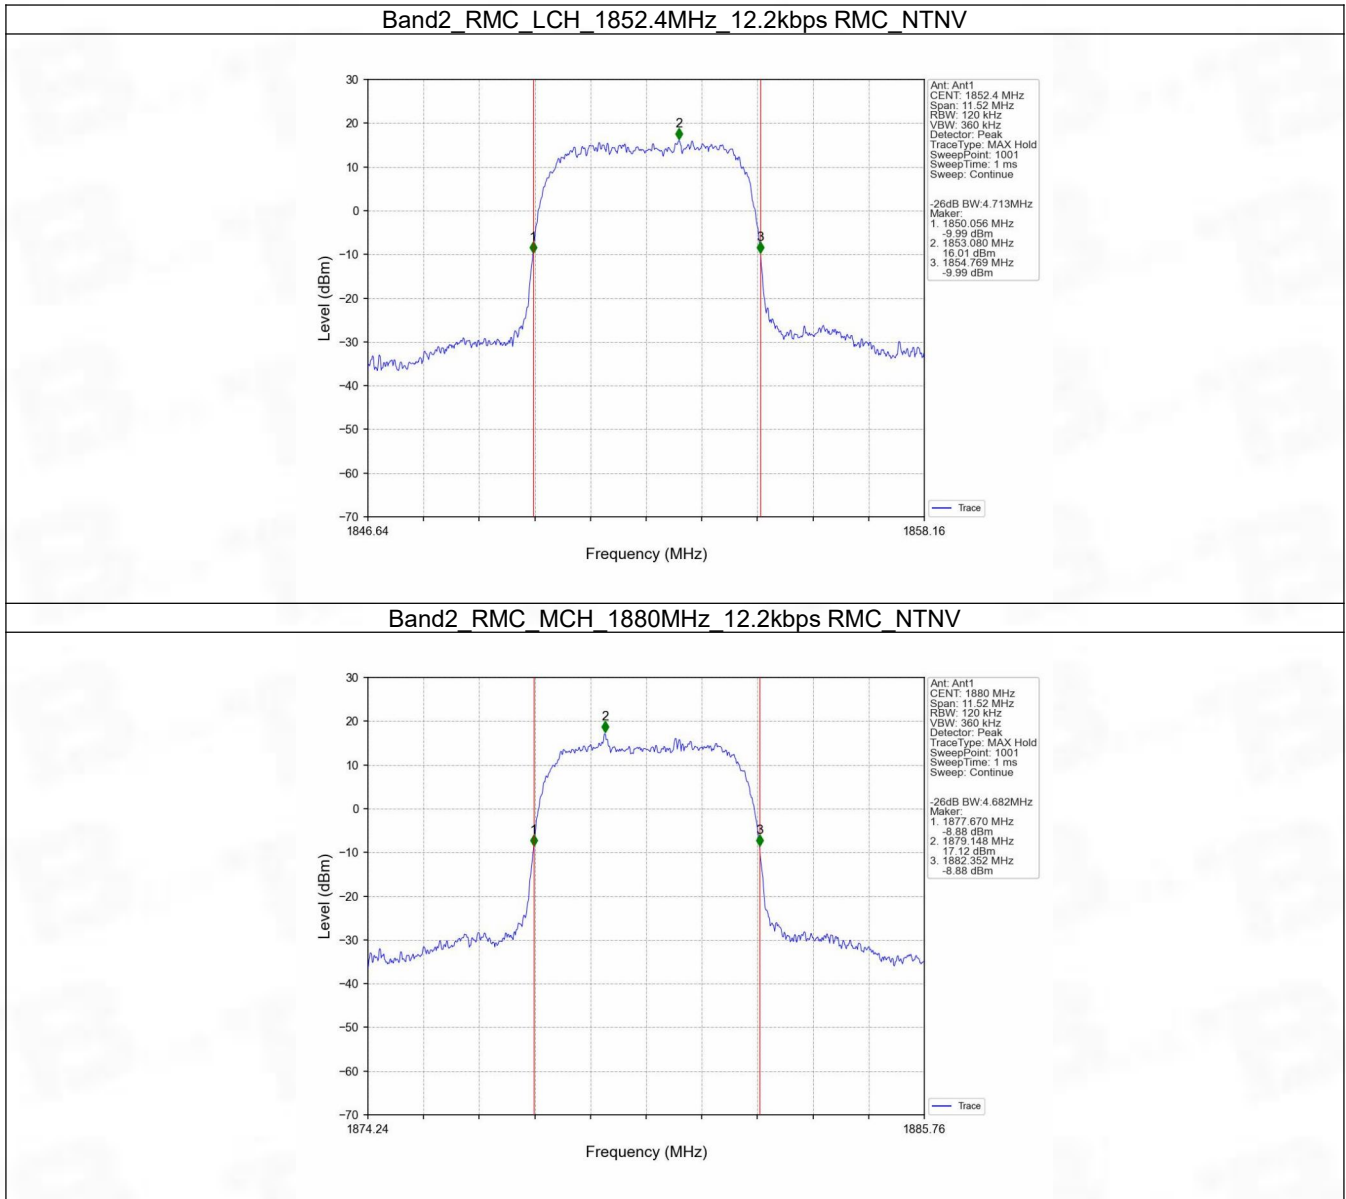 Band2_RMC_LCH_1852.4MHz_12.2kbps RMC_NTNV
30
20
10
0
−10
−20
−30
−40
−50
−60
−70
Level (dBm)
1
2
3
1846.64
1858.16
Frequency (MHz)
Ant: Ant1
CENT: 1852.4 MHz
Span: 11.52 MHz
RBW: 120 kHz
VBW: 360 kHz
Detector: Peak
TraceType: MAX Hold
SweepPoint: 1001
SweepTime: 1 ms
Sweep: Continue
-26dB BW:4.713MHz
Maker:
1. 1850.056 MHz
-9.99 dBm
2. 1853.080 MHz
16.01 dBm
3. 1854.769 MHz
-9.99 dBm
Trace
Band2_RMC_MCH_1880MHz_12.2kbps RMC_NTNV
30
20
10
0
−10
−20
−30
−40
−50
−60
−70
Level (dBm)
1
2
3
1874.24
1885.76
Frequency (MHz)
Ant: Ant1
CENT: 1880 MHz
Span: 11.52 MHz
RBW: 120 kHz
VBW: 360 kHz
Detector: Peak
TraceType: MAX Hold
SweepPoint: 1001
SweepTime: 1 ms
Sweep: Continue
-26dB BW:4.682MHz
Maker:
1. 1877.670 MHz
-8.88 dBm
2. 1879.148 MHz
17.12 dBm
3. 1882.352 MHz
-8.88 dBm
Trace